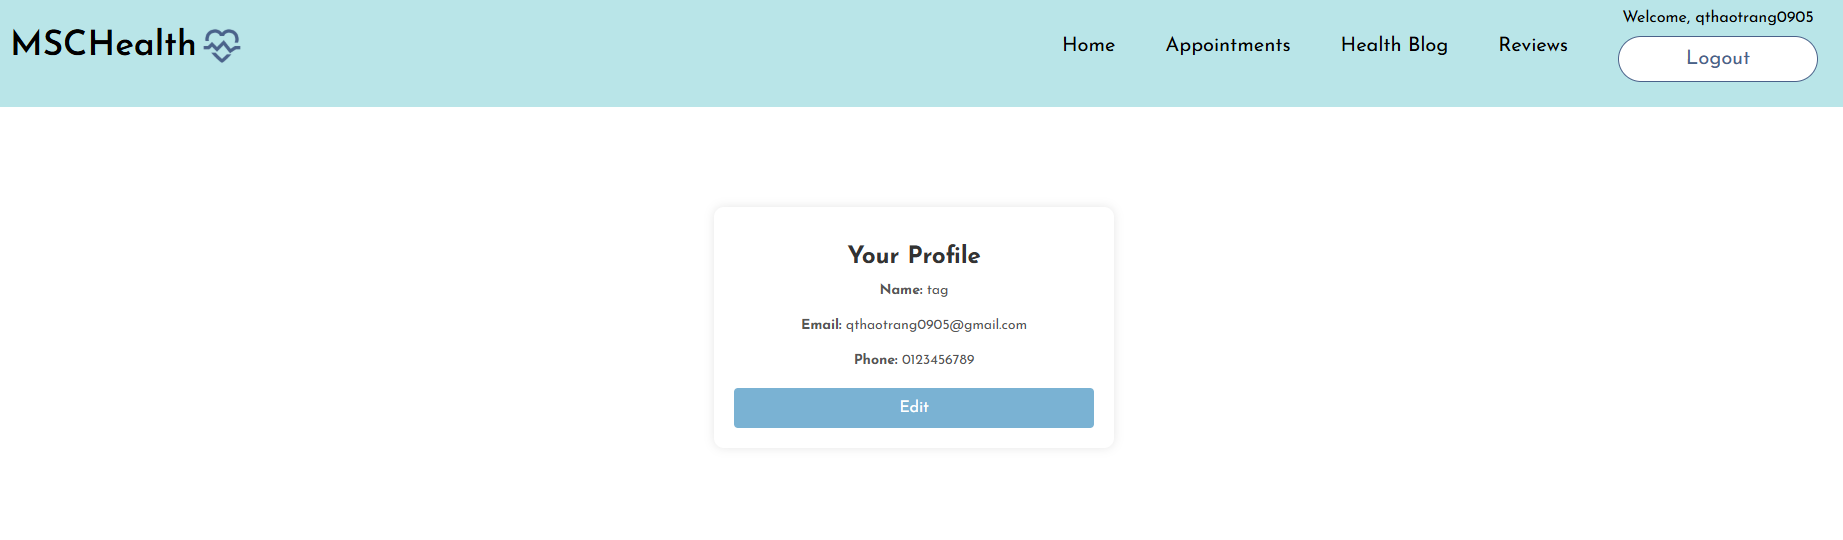 MSCHealth
Home
Appointments
Health Blog
Reviews
Welcome, qthaotrang0905
Logout
Your Profile
Name: tag
Email: qthaotrang0905@gmail.com
Phone: 0123456789
Edit